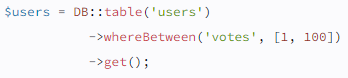 $users = DB::table('users')
->whereBetween('votes', [1, 100])
->get();